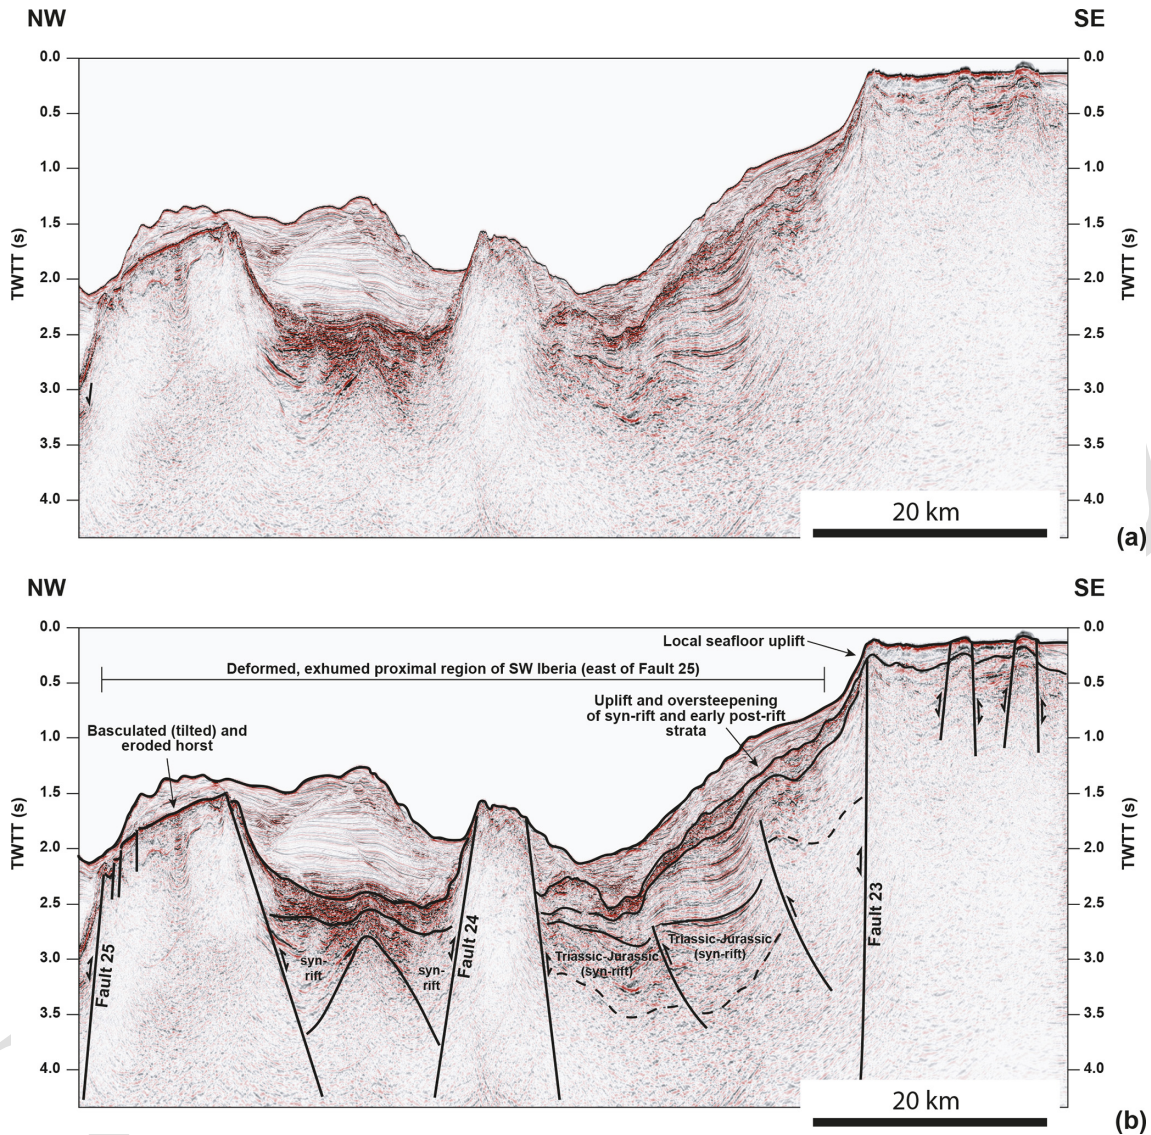 NW
SE
0.0
0.0
0.5
0.5
1.0
1.0
1.5
1.5
TWTT (s)
TWTT (s)
2.0
2.0
2.5
2.5
3.0
3.0
3.5
3.5
4.0
4.0
20 km
(a)
NW
SE
0.0
0.0
Local seafloor uplift
Deformed, exhumed proximal region of SW Iberia (east of Fault 25)
0.5
0.5
Uplift and oversteepening
of syn-rift and early post-rift
strata
Basculated (tilted) and
eroded horst
1.0
1.0
1.5
1.5
TWTT (s)
TWTT (s)
2.0
2.0
2.5
2.5
Fault 23
Fault 24
Fault 25
Triassic-Jurassic
(syn-rift)
Triassic-Jurassic
(syn-rift)
syn-
rift
syn-
rift
3.0
3.0
3.5
3.5
4.0
4.0
20 km
(b)